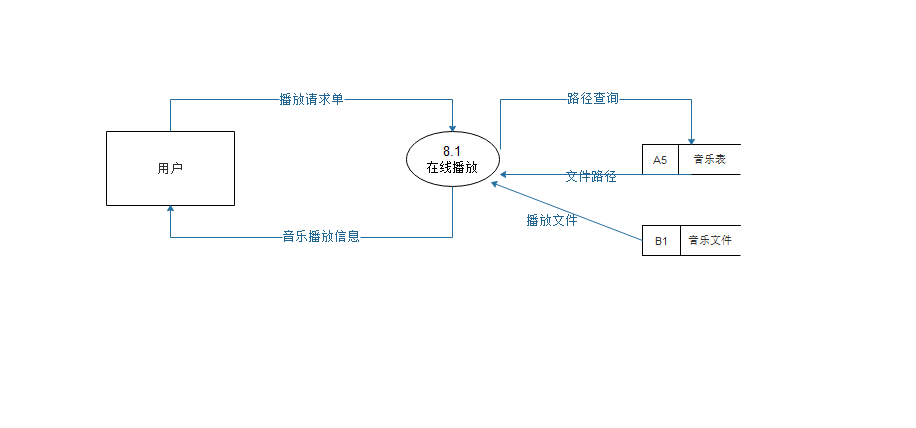 播放请求单
路径查询
用户
8.1
在线播放
A5
音乐表
文件路径
播放文件
音乐播放信息
B1
音乐文件